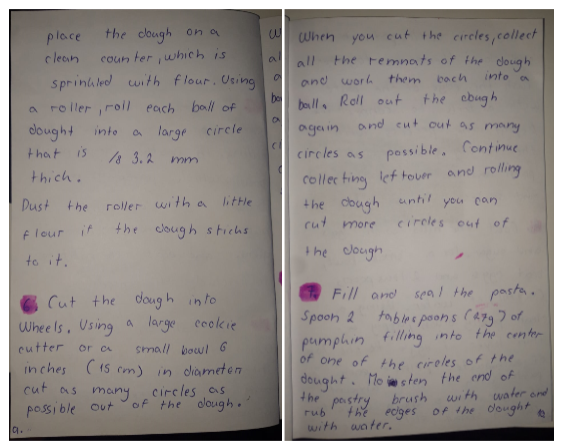 place the dough on a
clean counter, which is
sprinkled with flour. Using
a roller, roll each ball of
dought into a large circle
that is 1/8 3.2 mm
thich.
Dust the roller with a little
flour if the dough sticks
to it.
6. Cut the dough into
Wheels. Using a large cookie
cutter or a small bowl 6
inches (15 cm) in diameter
cut as many circles as
possible out of the dough.
a.
When you cut the circles, collect
all the remnats of the dough
and work them back into a
ball. Roll out the dough
again and cut out as many
circles as possible. Continue
collecting leftover and rolling
the dough until you can
cut more circles out of
the dough
7. Fill and seal the pasta.
Spoon 2 tablespoons (27g) of
pumpkin filling into the center
of one of the circles of the
dought. Moisten the end of
the pastry brush with water and
rub the edges of the dought
with water.